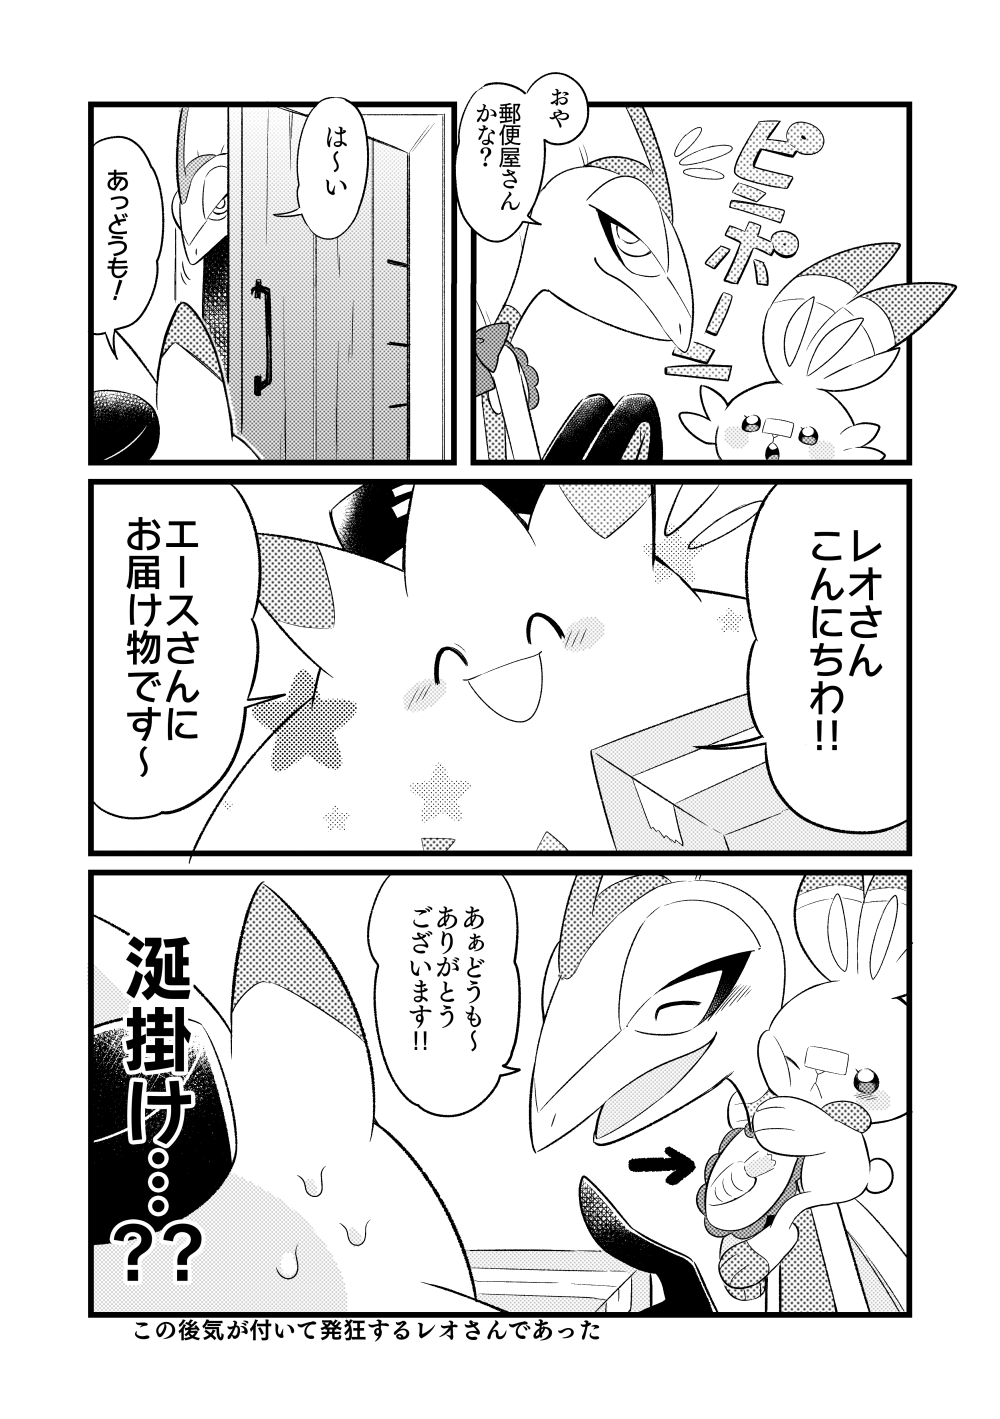 おや
郵便屋さん
かな？
ピンポーン
は～い
あっどうも！
レオさん
こんにちわ!!
エースさんに
お届け物です～
あぁどうも～
ありがとう
ございます!!
涎掛け……
？？
この後気が付いて発狂するレオさんであった